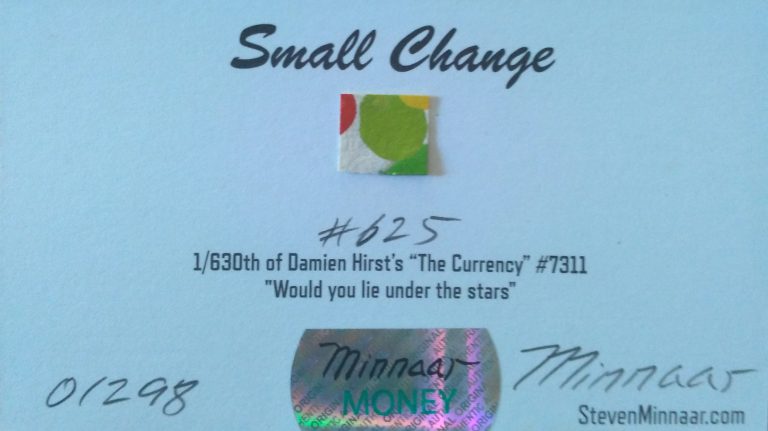 Small Change
#625
1/630th of Damien Hirst's "The Currency" #7311
"Would you lie under the stars"
Minnaar
MONEY
01298
Minnaar
StevenMinnaar.com